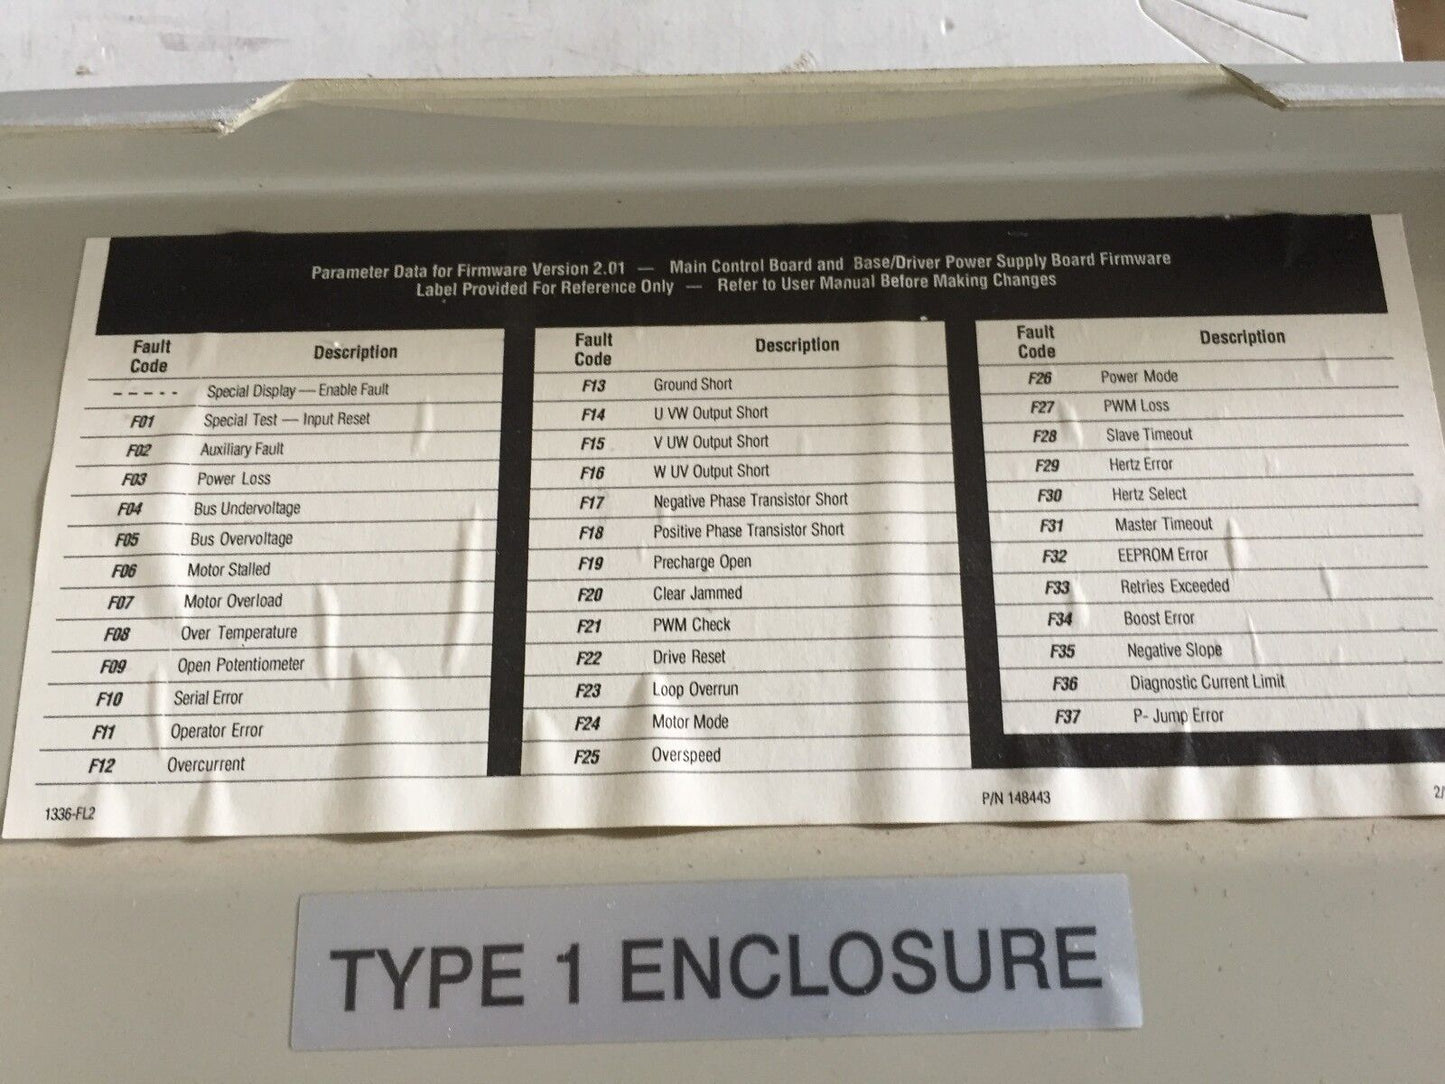 Parameter Data for Firmware Version 2.01 — Main Control Board and Base/Driver Power Supply Board Firmware
Label Provided For Reference Only — Refer to User Manual Before Making Changes
Fault Code Description
----- Special Display — Enable Fault
F01 Special Test — Input Reset
F02 Auxiliary Fault
F03 Power Loss
F04 Bus Undervoltage
F05 Bus Overvoltage
F06 Motor Stalled
F07 Motor Overload
F08 Over Temperature
F09 Open Potentiometer
F10 Serial Error
F11 Operator Error
F12 Overcurrent
Fault Code Description
F13 Ground Short
F14 U VW Output Short
F15 V UW Output Short
F16 W UV Output Short
F17 Negative Phase Transistor Short
F18 Positive Phase Transistor Short
F19 Precharge Open
F20 Clear Jammed
F21 PWM Check
F22 Drive Reset
F23 Loop Overrun
F24 Motor Mode
F25 Overspeed
Fault Code Description
F26 Power Mode
F27 PWM Loss
F28 Slave Timeout
F29 Hertz Error
F30 Hertz Select
F31 Master Timeout
F32 EEPROM Error
F33 Retries Exceeded
F34 Boost Error
F35 Negative Slope
F36 Diagnostic Current Limit
F37 P- Jump Error
1336-FL2 P/N 148443 2/
TYPE 1 ENCLOSURE